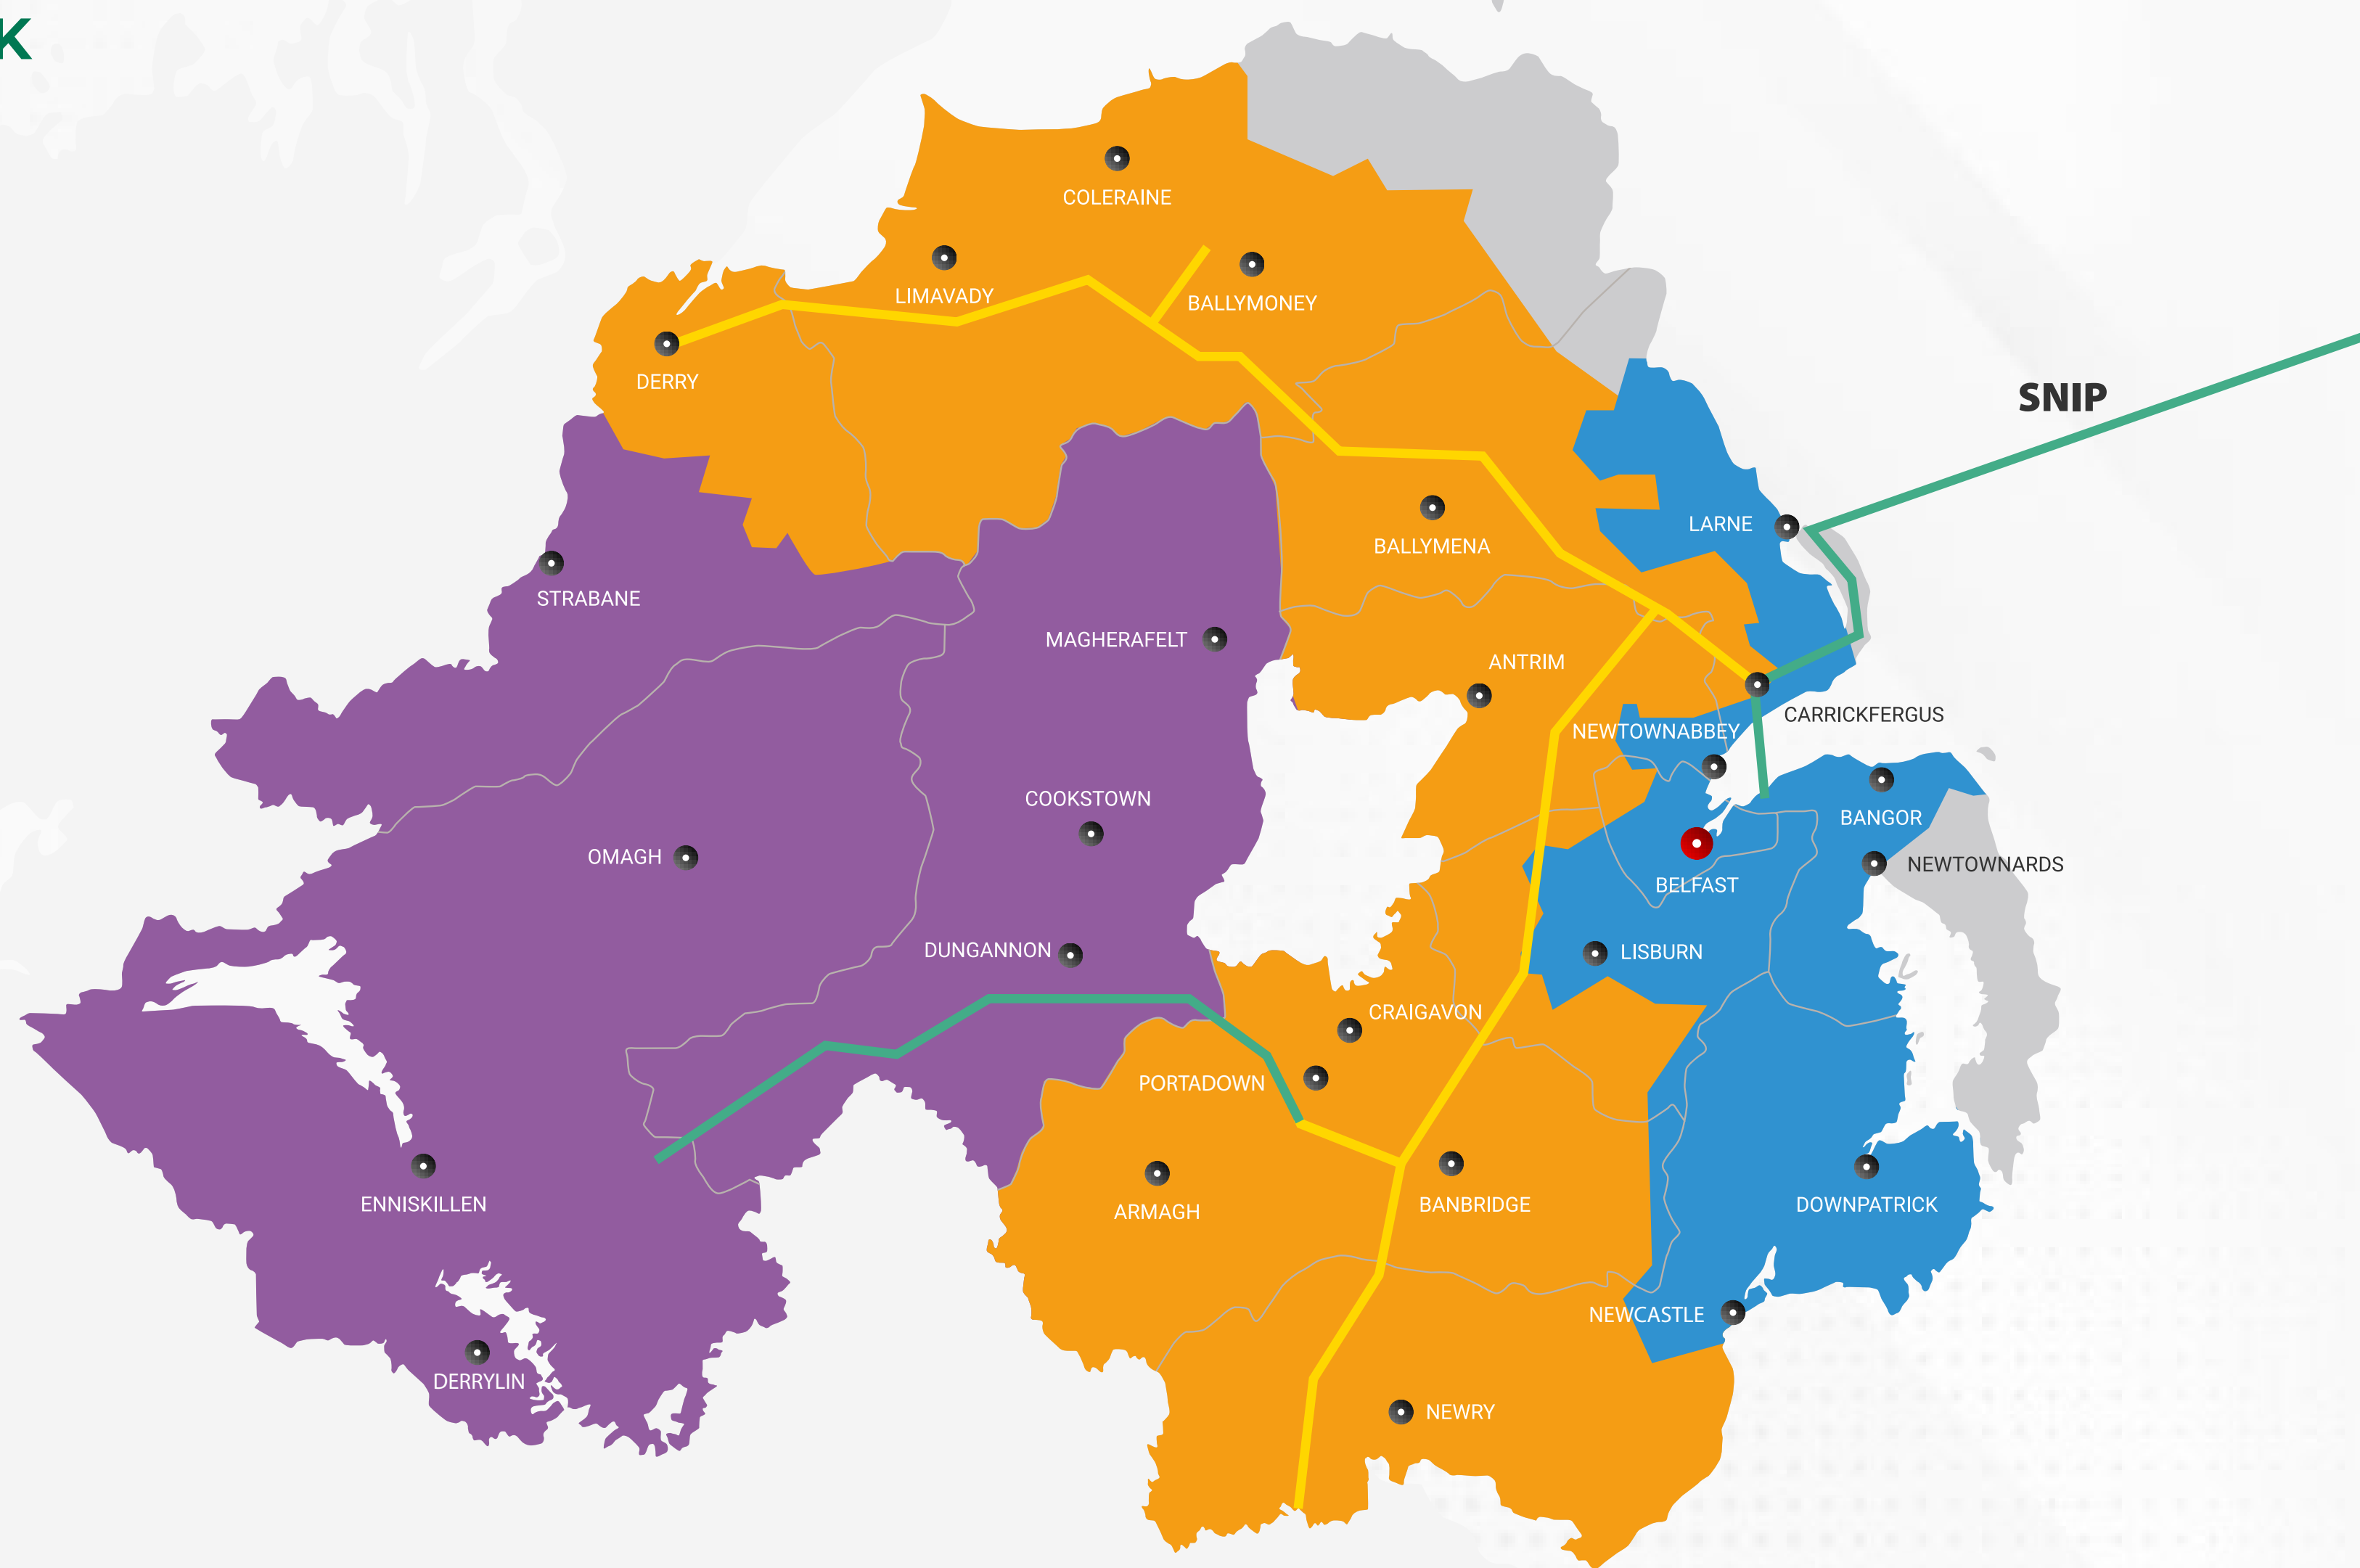 K
COLERAINE
LIMAVADY
BALLYMONEY
DERRY
SNIP
LARNE
BALLYMENA
STRABANE
MAGHERAFELT
ANTRIM
CARRICKFERGUS
NEWTOWNABBEY
COOKSTOWN
BANGOR
OMAGH
NEWTOWNARDS
BELFAST
DUNGANNON
LISBURN
CRAIGAVON
PORTADOWN
ENNISKILLEN
ARMAGH
BANBRIDGE
DOWNPATRICK
NEWCASTLE
DERRYLIN
NEWRY